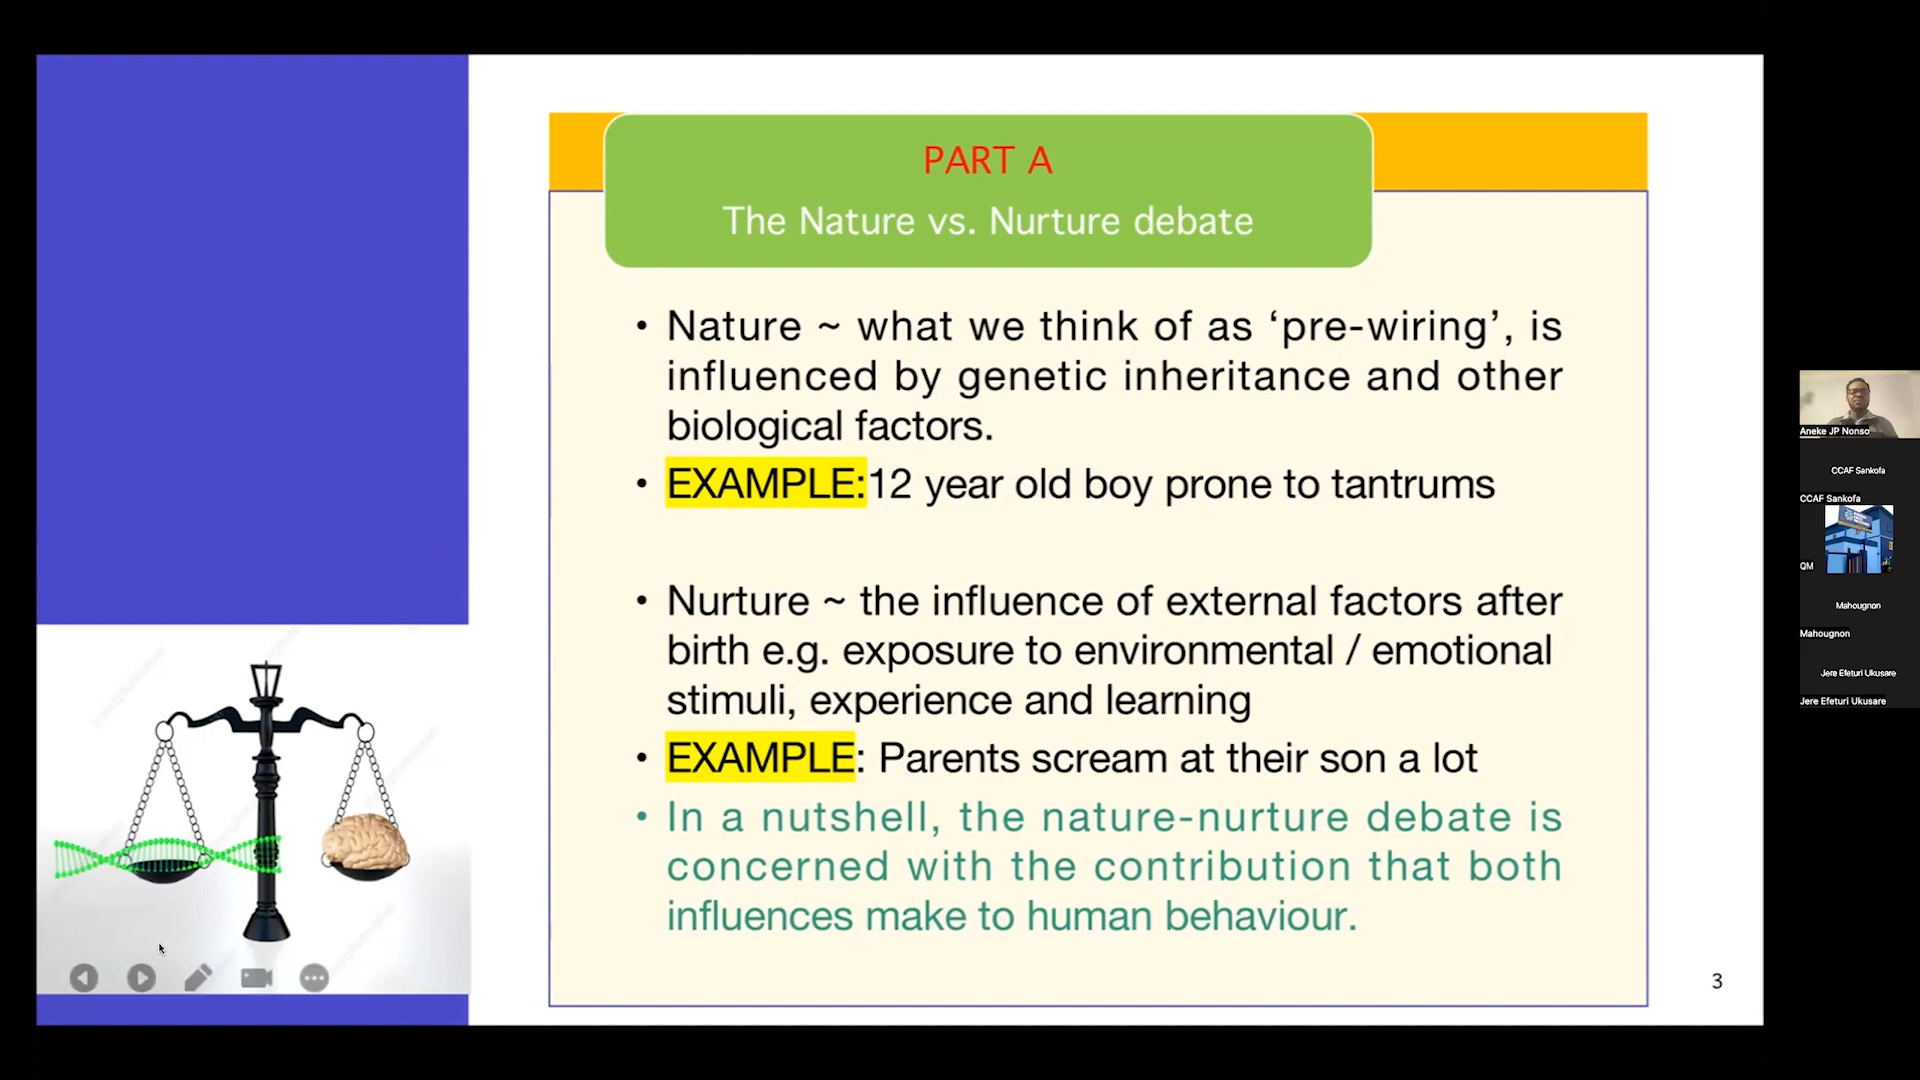 PART A
The Nature vs. Nurture debate
• Nature ~ what we think of as ‘pre-wiring’, is
influenced by genetic inheritance and other
biological factors.
• EXAMPLE:12 year old boy prone to tantrums
• Nurture ~ the influence of external factors after
birth e.g. exposure to environmental / emotional
stimuli, experience and learning
• EXAMPLE: Parents scream at their son a lot
• In a nutshell, the nature-nurture debate is
concerned with the contribution that both
influences make to human behaviour.
3
Aneke JP Nonso
CCAF Sankofa
CCAF Sankofa
QM
Mahougnon
Mahougnon
Jere Efeturi Ukusare
Jere Efeturi Ukusare